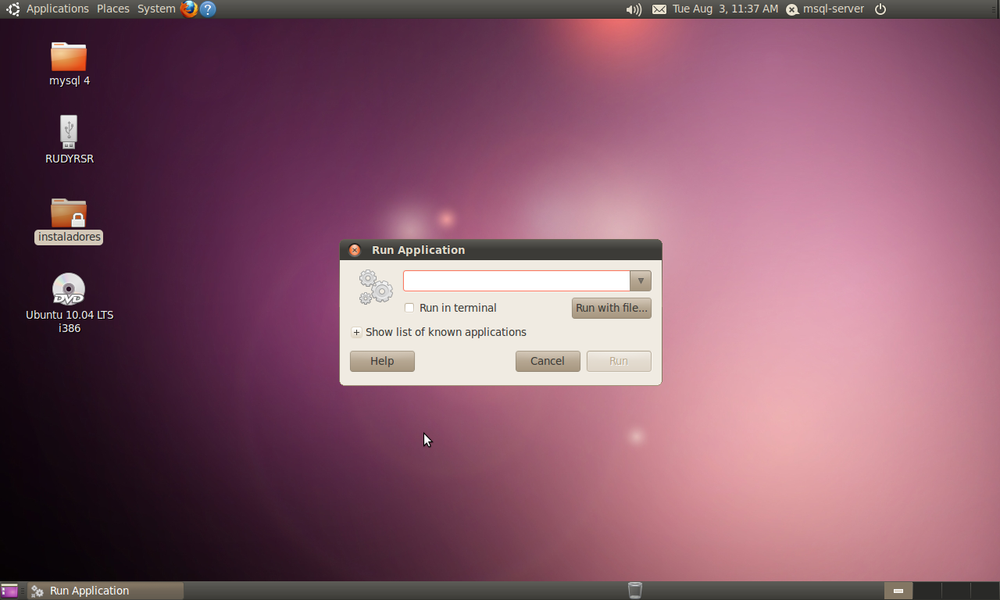 Applications Places System
Tue Aug 3, 11:37 AM msql-server
mysql 4
RUDYRSR
instaladores
DVD
Ubuntu 10.04 LTS
i386
Run Application
Run in terminal
Run with file...
Show list of known applications
Help
Cancel
Run
Run Application